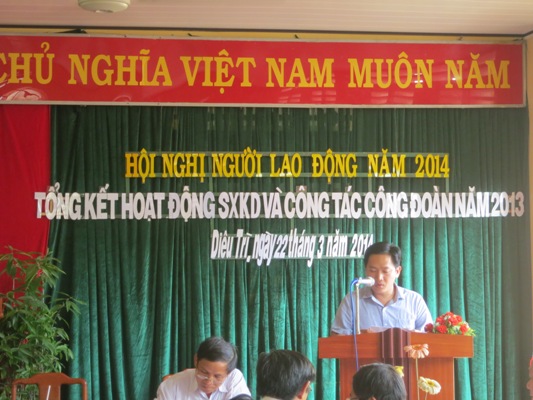 CHỦ NGHĨA VIỆT NAM MUÔN NĂM
HỘI NGHỊ NGƯỜI LAO ĐỘNG NĂM 2014
TỔNG KẾT HOẠT ĐỘNG SXKD VÀ CÔNG TÁC CÔNG ĐOÀN NĂM 2013
Diêu Trì, ngày 22 tháng 3 năm 2014